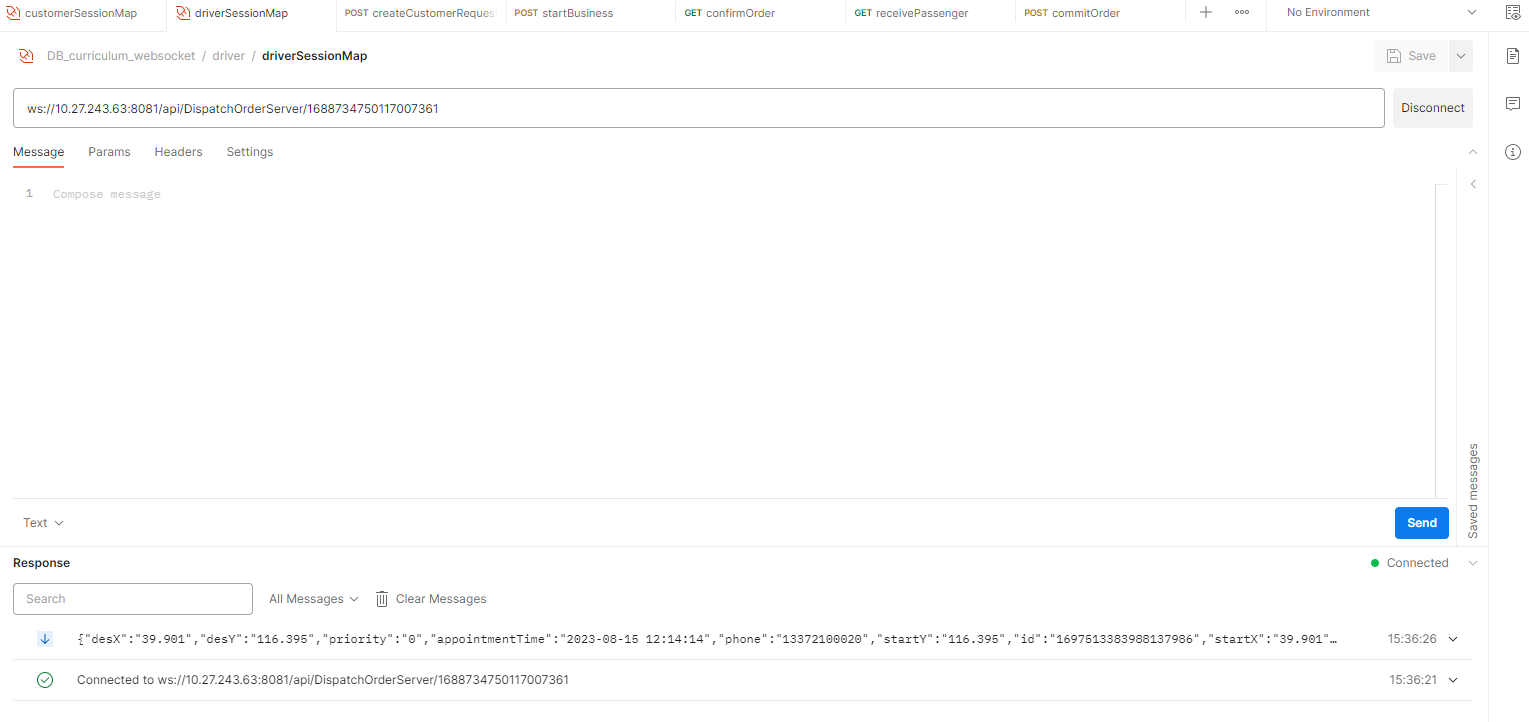 customerSessionMap driverSessionMap POST createCustomerReques POST startBusiness GET confirmOrder GET receivePassenger POST commitOrder No Environment
DB_curriculum_websocket / driver / driverSessionMap Save
ws://10.27.243.63:8081/api/DispatchOrderServer/1688734750117007361 Disconnect
Message Params Headers Settings
1 Compose message
Saved messages
Text Send
Response Connected
Search All Messages Clear Messages
{"desX":"39.901","desY":"116.395","priority":"0","appointmentTime":"2023-08-15 12:14:14","phone":"13372100020","startY":"116.395","id":"1697513383988137986","startX":"39.901"… 15:36:26
Connected to ws://10.27.243.63:8081/api/DispatchOrderServer/1688734750117007361 15:36:21